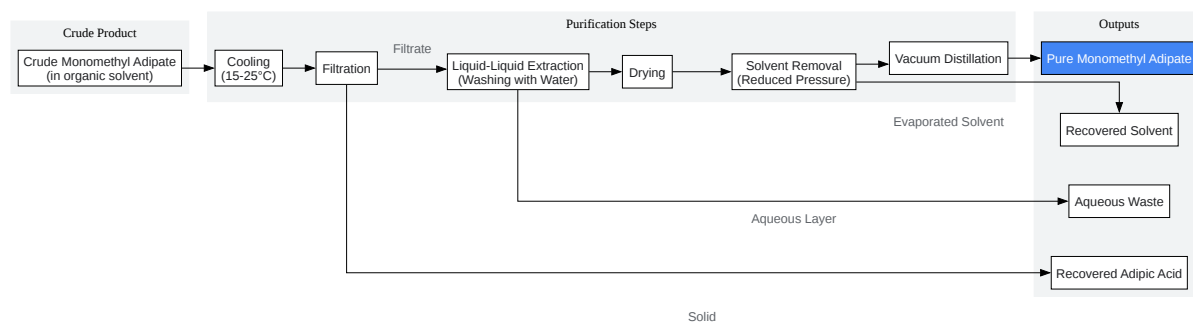 Crude Product
Purification Steps
Outputs
Crude Monomethyl Adipate
(in organic solvent)
Cooling
(15-25°C)
Filtration
Filtrate
Liquid-Liquid Extraction
(Washing with Water)
Drying
Solvent Removal
(Reduced Pressure)
Vacuum Distillation
Pure Monomethyl Adipate
Evaporated Solvent
Recovered Solvent
Aqueous Layer
Aqueous Waste
Recovered Adipic Acid
Solid